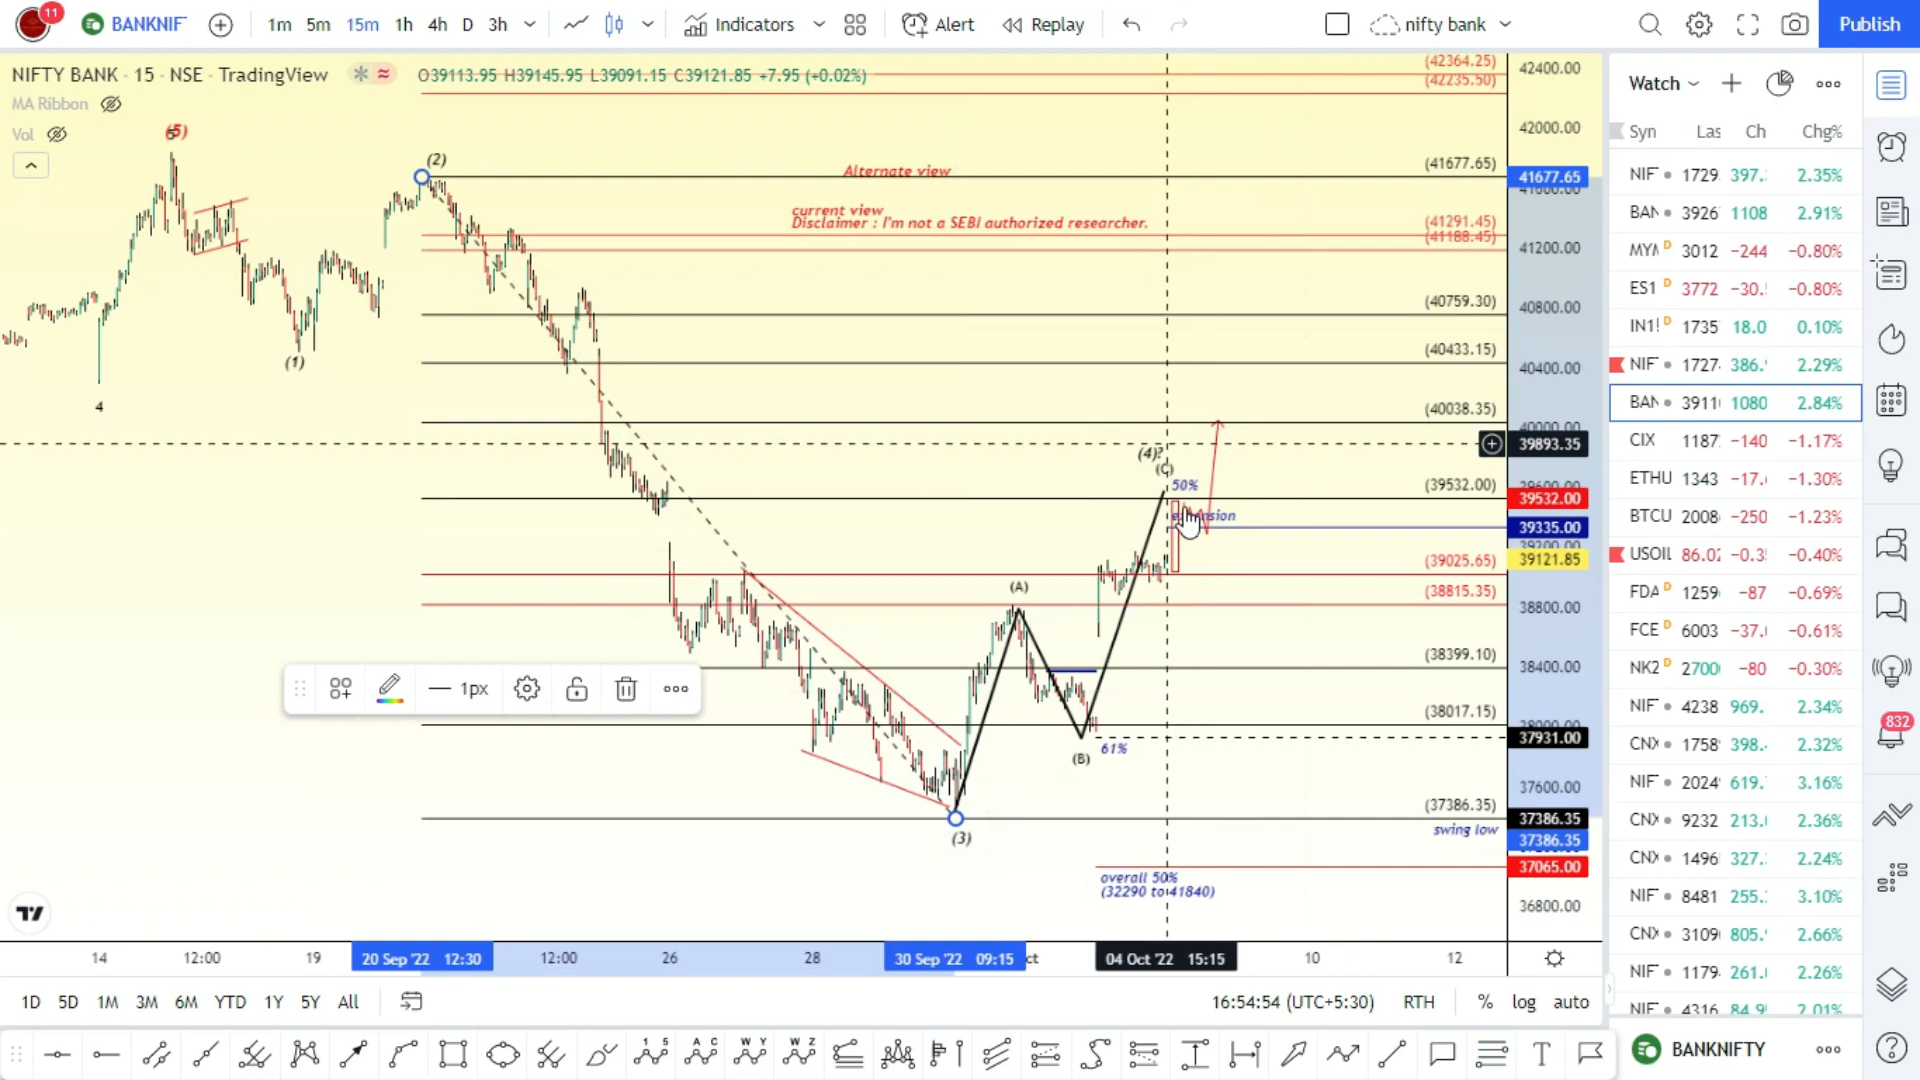 11
BANKNIF
1m 5m 15m 1h 4h D 3h
Indicators
Alert
Replay
nifty bank
Publish
NIFTY BANK · 15 · NSE · TradingView
O39113.95 H39145.95 L39091.15 C39121.85 +7.95 (+0.02%)
MA Ribbon
Vol
(42364.25)
(42235.50)
(41677.65)
(41291.45)
(41188.45)
(40759.30)
(40433.15)
(40038.35)
(39532.00)
(39025.65)
(38815.35)
(38399.10)
(38017.15)
(37386.35)
swing low
Alternate view
current view
Disclaimer : I'm not a SEBI authorized researcher.
(5)
4
(1)
(2)
(3)
(A)
(B)
61%
(4)?
(C)
50%
overall 50%
(32290 to 41840)
42400.00
42000.00
41677.65
41200.00
40800.00
40400.00
39893.35
39532.00
39335.00
39121.85
38800.00
38400.00
38000.00
37931.00
37600.00
37386.35
37386.35
37065.00
36800.00
1px
14 12:00 19 20 Sep '22 12:30 12:00 26 28 30 Sep '22 09:15 ct 04 Oct '22 15:15 10 12
1D 5D 1M 3M 6M YTD 1Y 5Y All
16:54:54 (UTC+5:30) RTH % log auto
Watch
Syn Las Ch Chg%
NIF 1729 397. 2.35%
BAN 3926 1108 2.91%
MYM D 3012 −244 −0.80%
ES1 D 3772 −30. −0.80%
IN1! D 1735 18.0 0.10%
NIF 1727 386. 2.29%
BAN 3911 1080 2.84%
CIX 1187 −140 −1.17%
ETHU 1343 −17. −1.30%
BTCU 2008 −250 −1.23%
USOIL 86.02 −0.3 −0.40%
FDA D 1259 −87 −0.69%
FCE D 6003 −37.0 −0.61%
NK2 D 2700 −80 −0.30%
NIF 4238 969. 2.34%
CNX 1758 398. 2.32%
NIF 2024 619. 3.16%
CNX 9232 213. 2.36%
CNX 1496 327. 2.24%
NIF 8481 255. 3.10%
CNX 3109 805. 2.66%
NIF 1179 261. 2.26%
NIF 4316 84.9 2.01%
BANKNIFTY
832
1 5
A C
W Y
W Z
T